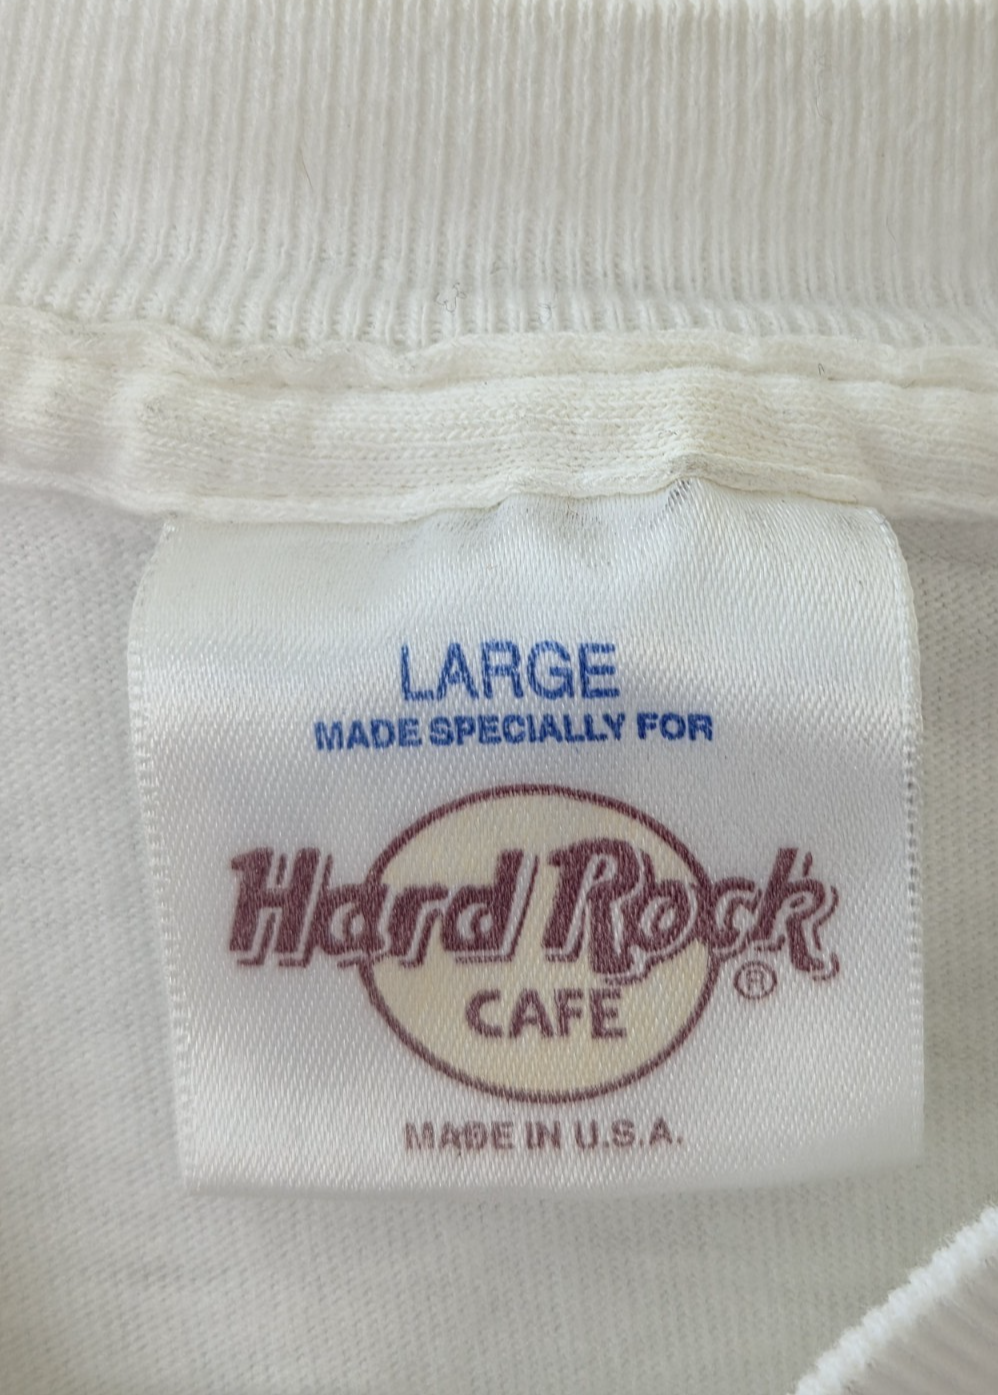 LARGE
MADE SPECIALLY FOR
Hard Rock
®
CAFE
MADE IN U.S.A.